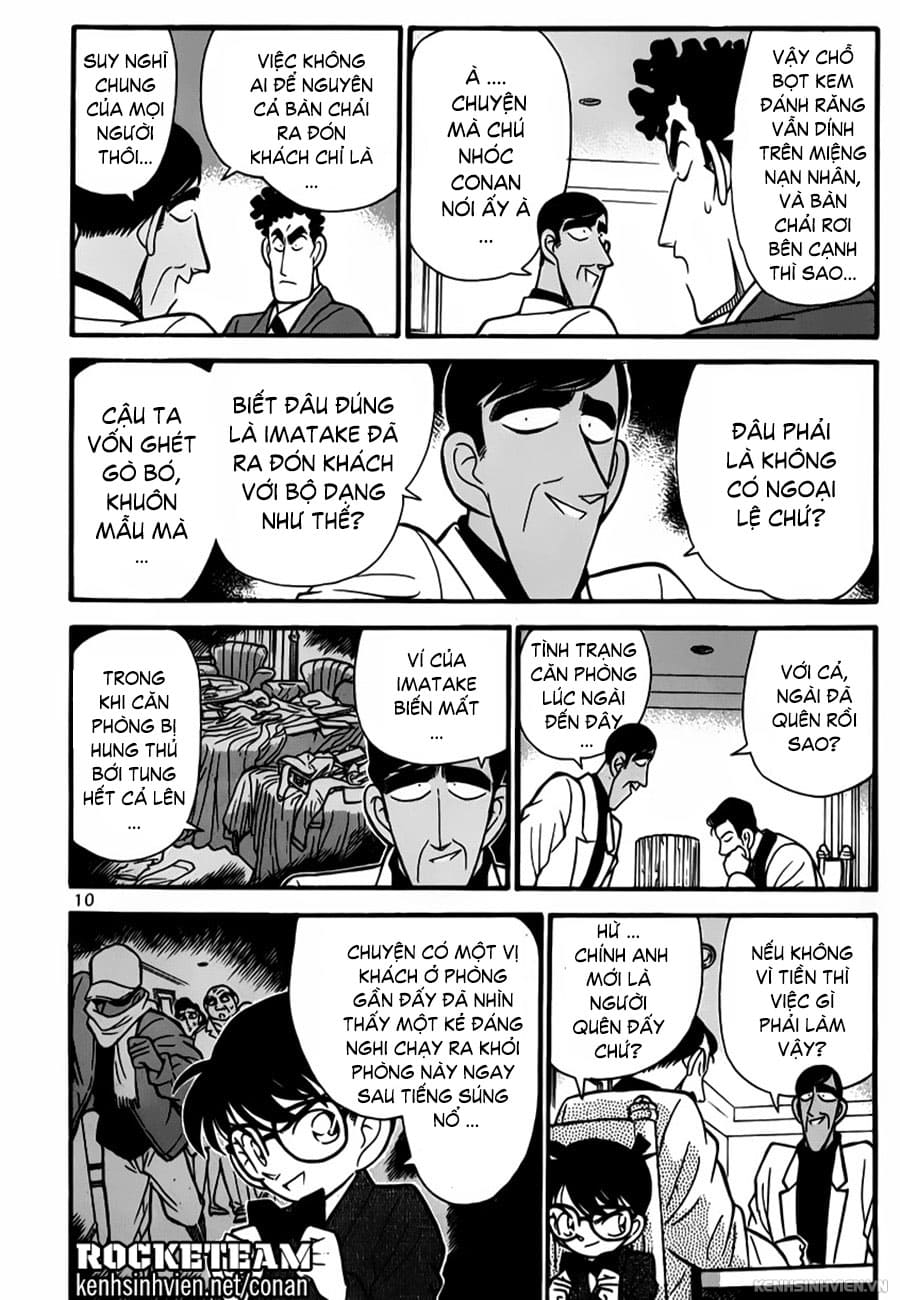 VẬY CHỖ
BỌT KEM
ĐÁNH RĂNG
VẪN DÍNH
TRÊN MIỆNG
NẠN NHÂN,
VÀ BÀN
CHẢI RƠI
BÊN CẠNH
THÌ SAO...
À ....
CHUYỆN
MÀ CHÚ
NHÓC
CONAN
NÓI ẤY À
...
VIỆC KHÔNG
AI ĐỂ NGUYÊN
CẢ BÀN CHẢI
RA ĐÓN
KHÁCH CHỈ LÀ
...
SUY NGHĨ
CHUNG
CỦA MỌI
NGƯỜI
THÔI...
ĐÂU PHẢI
LÀ KHÔNG
CÓ NGOẠI
LỆ CHỨ?
BIẾT ĐÂU ĐÚNG
LÀ IMATAKE ĐÃ
RA ĐÓN KHÁCH
VỚI BỘ DẠNG
NHƯ THẾ?
CẬU TA
VỐN GHÉT
GÒ BÓ,
KHUÔN
MẪU MÀ
...
VỚI CẢ,
NGÀI ĐÃ
QUÊN RỒI
SAO?
TÌNH TRẠNG
CĂN PHÒNG
LÚC NGÀI
ĐẾN ĐÂY
...
VÍ CỦA
IMATAKE
BIẾN MẤT
...
TRONG
KHI CĂN
PHÒNG BỊ
HUNG THỦ
BỚI TUNG
HẾT CẢ LÊN
...
10
NẾU KHÔNG
VÌ TIỀN THÌ
VIỆC GÌ
PHẢI LÀM
VẬY?
HỪ ...
CHÍNH ANH
MỚI LÀ
NGƯỜI
QUÊN ĐẤY
CHỨ?
CHUYỆN CÓ MỘT VỊ
KHÁCH Ở PHÒNG
GẦN ĐẤY ĐÃ NHÌN
THẤY MỘT KẺ ĐÁNG
NGHI CHẠY RA KHỎI
PHÒNG NÀY NGAY
SAU TIẾNG SÚNG
NỔ ...
ROCKETEAM
kenhsinhvien.net/conan
KENHSINHVIEN.VN